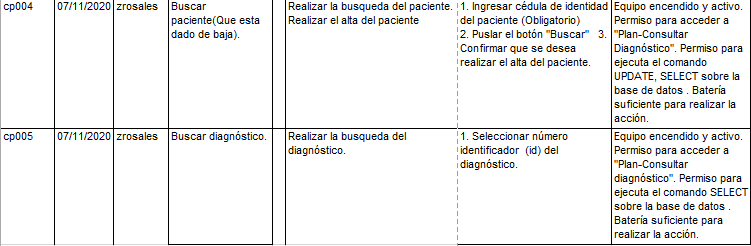 cp004
07/11/2020
zrosales
Buscar
paciente(Que esta
dado de baja).
Realizar la busqueda del paciente.
Realizar el alta del paciente
1. Ingresar cédula de identidad
del paciente (Obligatorio)
2. Puslar el botón "Buscar" 3.
Confirmar que se desea
realizar el alta del paciente.
Equipo encendido y activo.
Permiso para acceder a
"Plan-Consultar
Diagnóstico". Permiso para
ejecuta el comando
UPDATE, SELECT sobre la
base de datos . Batería
suficiente para realizar la
acción.
cp005
07/11/2020
zrosales
Buscar diagnóstico.
Realizar la busqueda del
diagnóstico.
1. Seleccionar número
identificador (id) del
diagnóstico.
Equipo encendido y activo.
Permiso para acceder a
"Plan-Consultar
diagnóstico". Permiso para
ejecuta el comando SELECT
sobre la base de datos .
Batería suficiente para
realizar la acción.